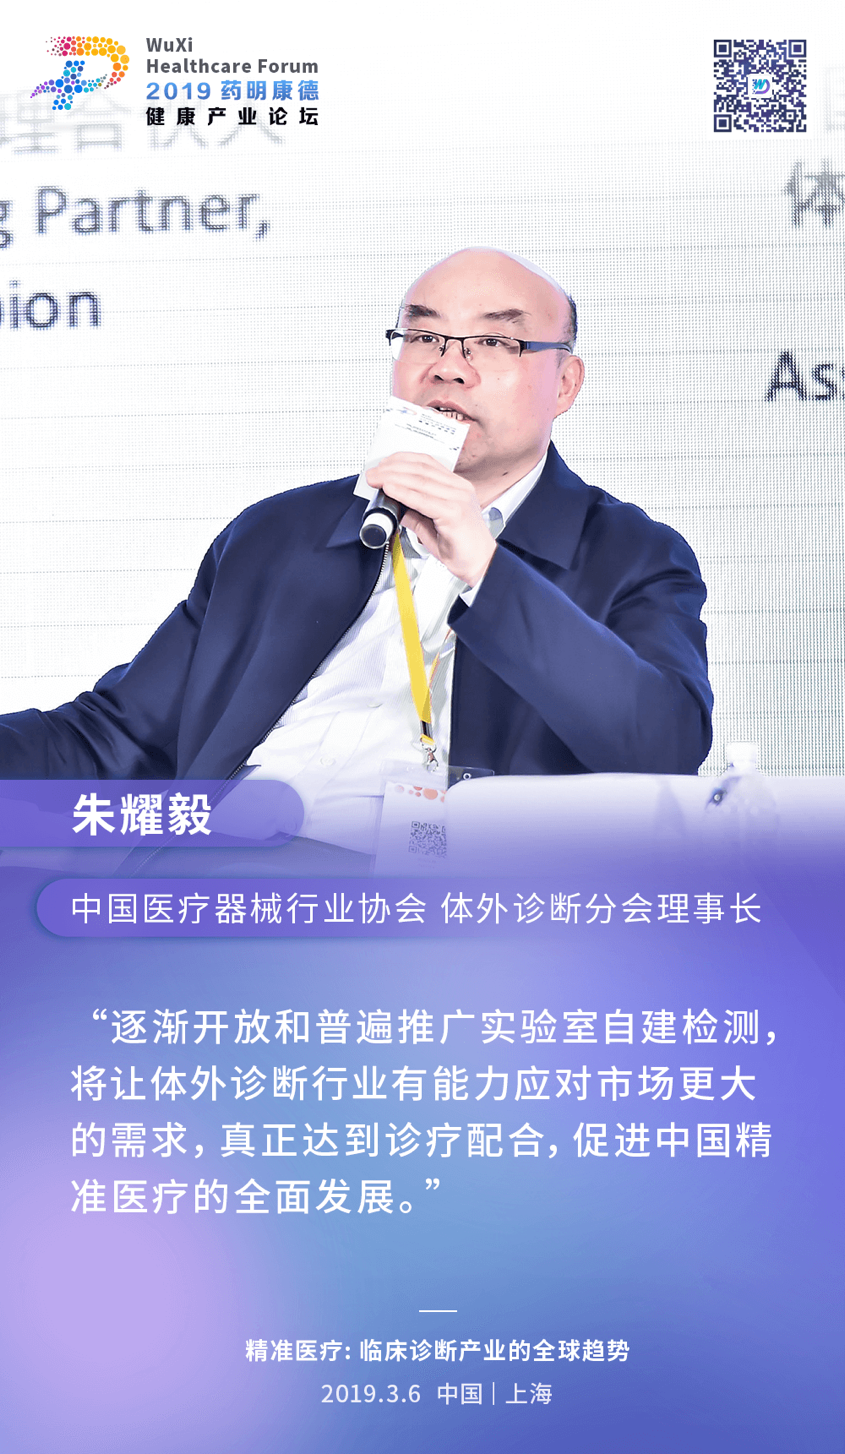 WuXi
Healthcare Forum
2019 药明康德
健康产业论坛
理合伙人
Partner,
ion
体
Ass
朱耀毅
中国医疗器械行业协会 体外诊断分会理事长
“逐渐开放和普遍推广实验室自建检测，
将让体外诊断行业有能力应对市场更大
的需求，真正达到诊疗配合，促进中国精
准医疗的全面发展。”
精准医疗: 临床诊断产业的全球趋势
2019.3.6 中国｜上海